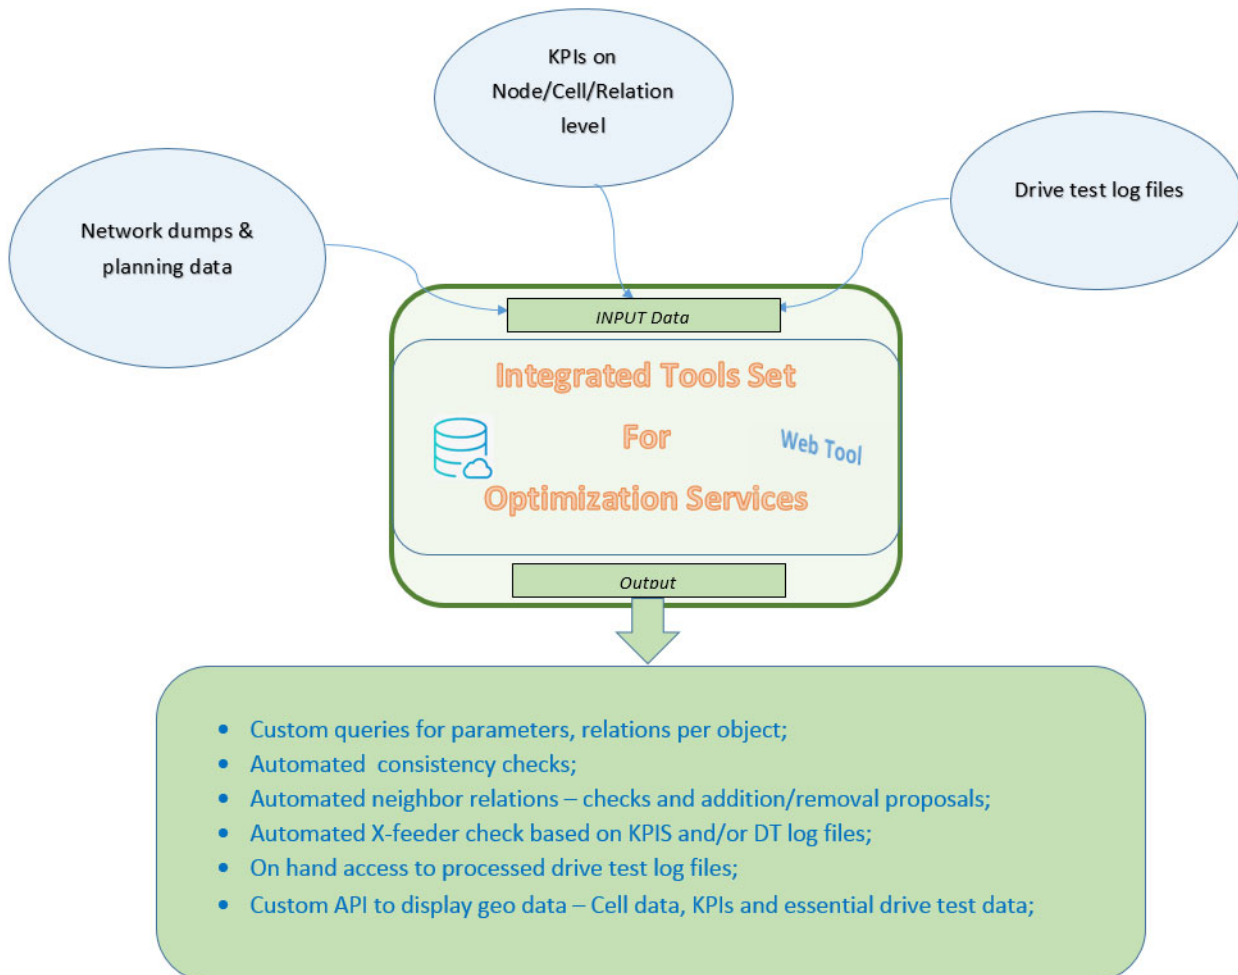 KPIs on
Node/Cell/Relation
level
Drive test log files
Network dumps &
planning data
INPUT Data
Integrated Tools Set
For
Web Tool
Optimization Services
Output
• Custom queries for parameters, relations per object;
• Automated  consistency checks;
• Automated neighbor relations – checks and addition/removal proposals;
• Automated X-feeder check based on KPIS and/or DT log files;
• On hand access to processed drive test log files;
• Custom API to display geo data – Cell data, KPIs and essential drive test data;